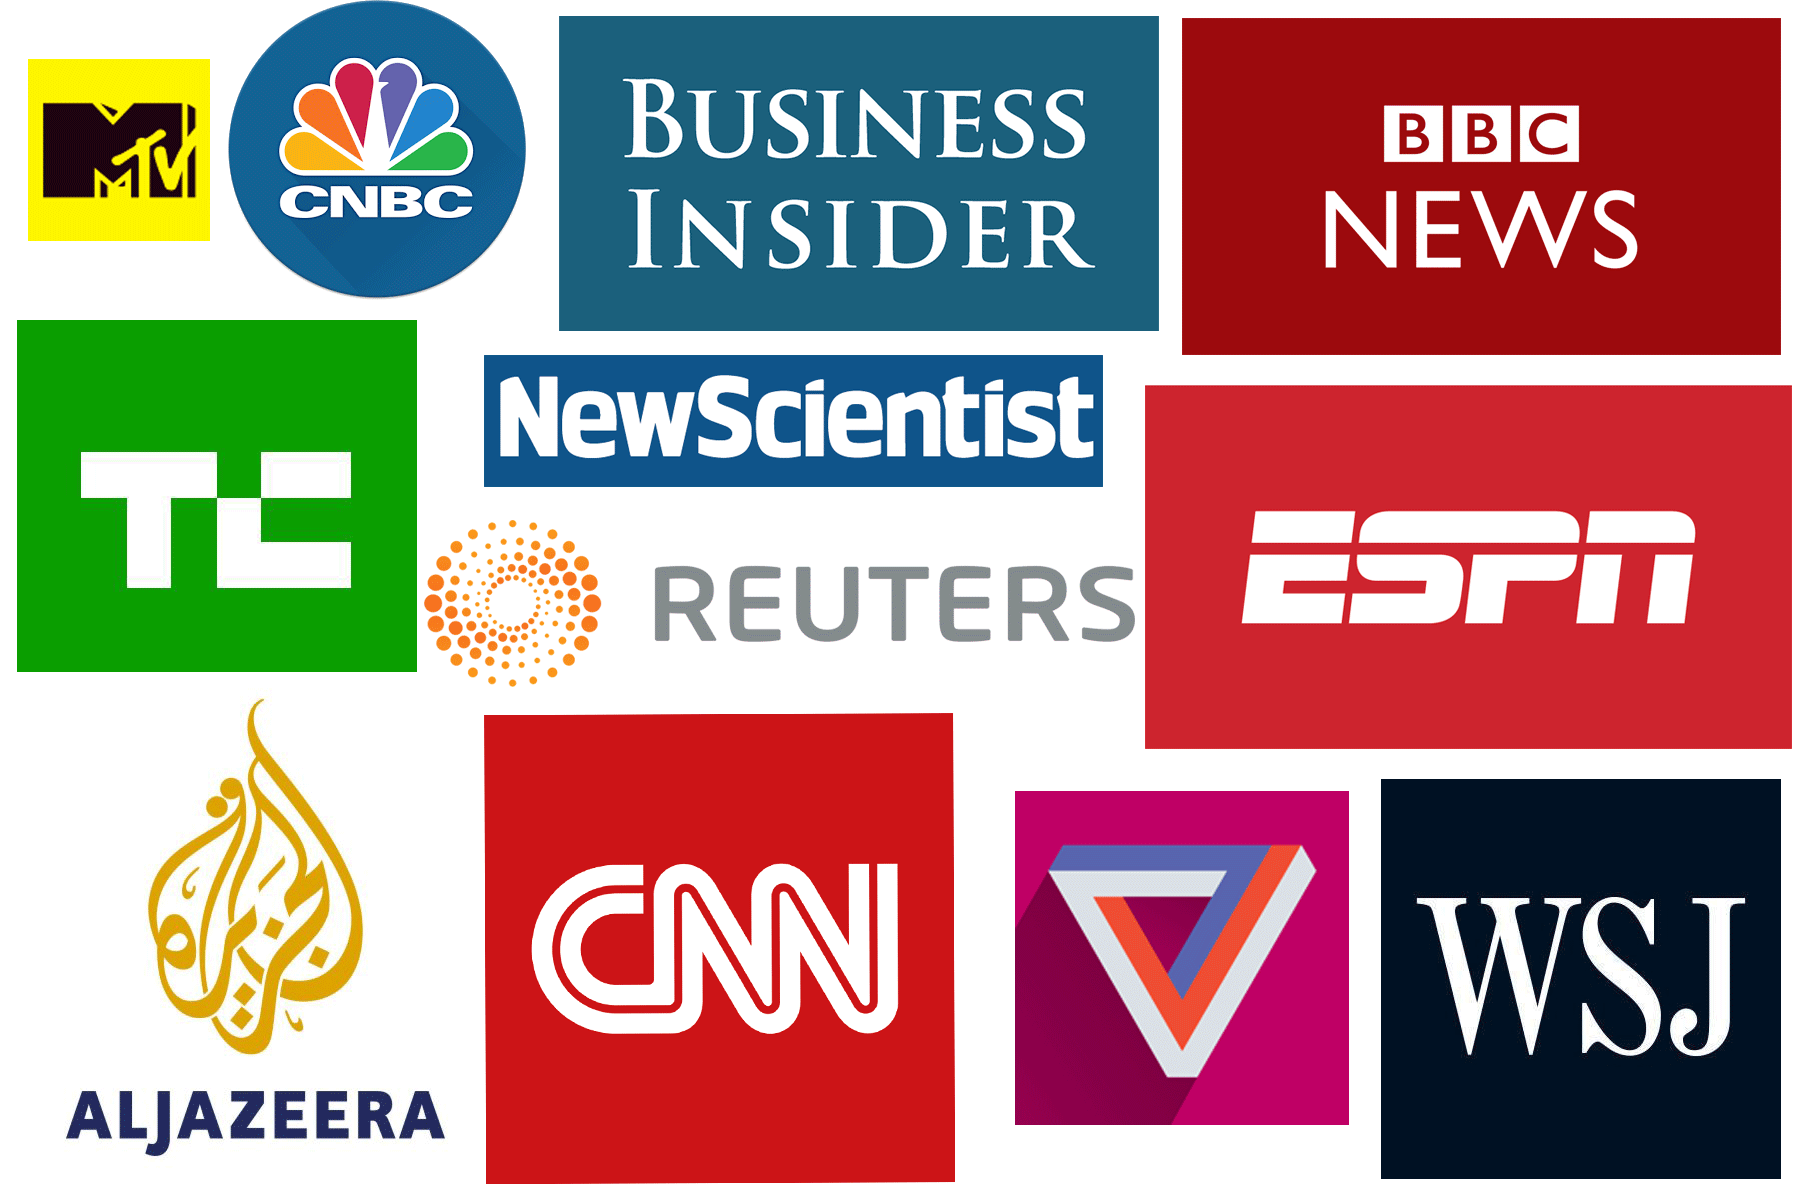 MTV
CNBC
BUSINESS
INSIDER
BBC
NEWS
TC
NewScientist
REUTERS
ESPN
الجزيرة
ALJAZEERA
CNN
WSJ